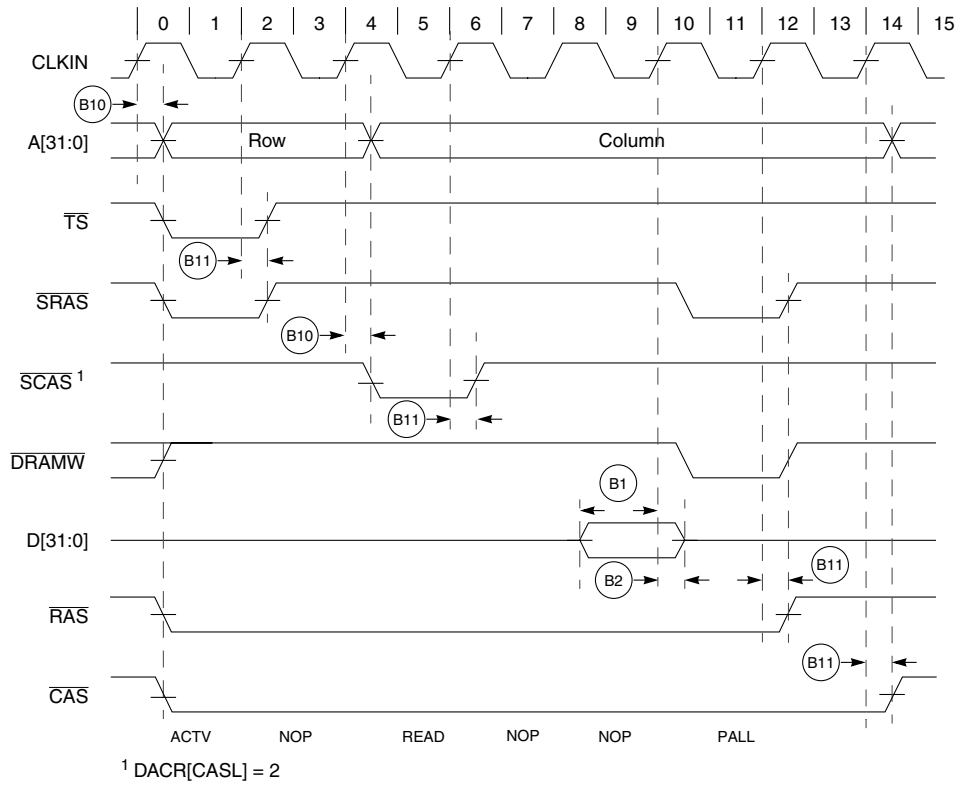 0 1 2 3 4 5 6 7 8 9 10 11 12 13 14 15
CLKIN
B10
A[31:0] Row Column
TS
B11
SRAS
B10
SCAS 1
B11
DRAMW
B1
D[31:0]
B2 B11
RAS
B11
CAS
ACTV NOP READ NOP NOP PALL
1 DACR[CASL] = 2